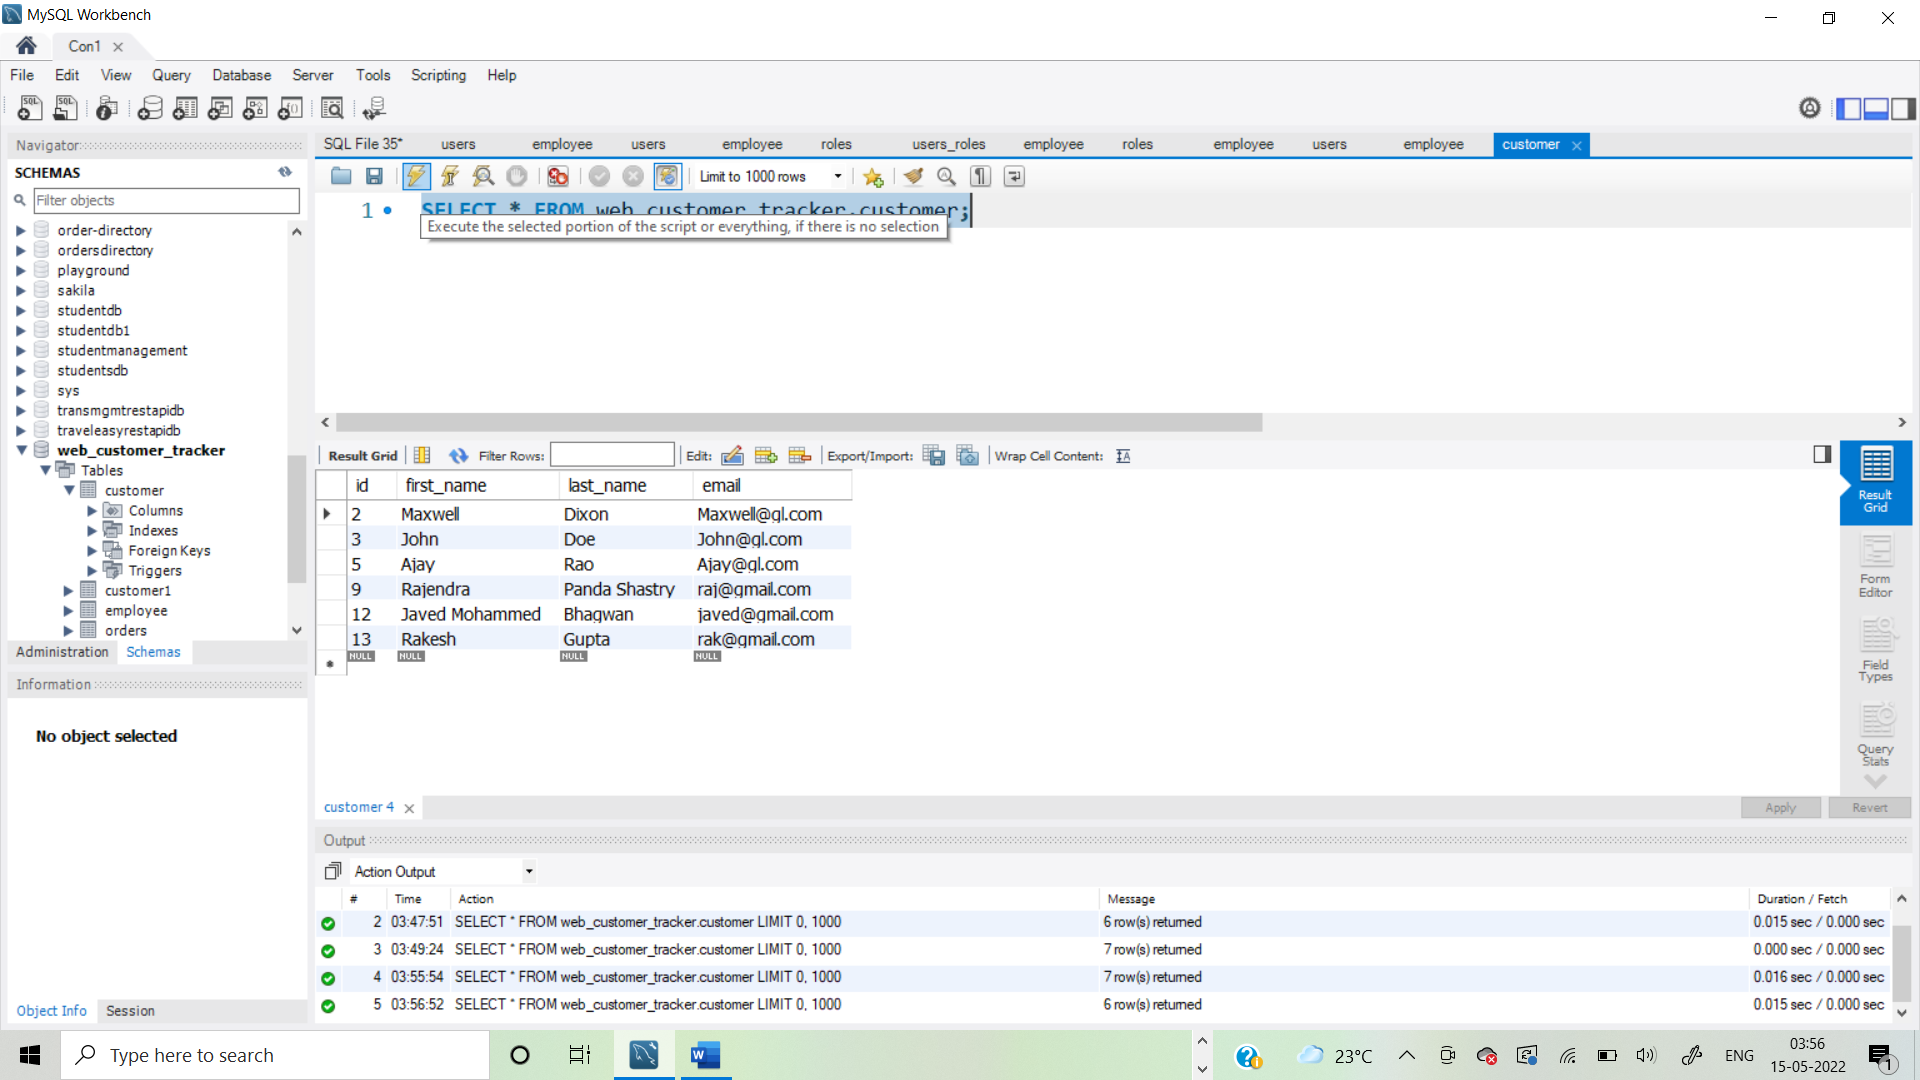 MySQL Workbench
Con1
File Edit View Query Database Server Tools Scripting Help
Navigator
SCHEMAS
Filter objects
order-directory
ordersdirectory
playground
sakila
studentdb
studentdb1
studentmanagement
studentsdb
sys
transmgmtrestapidb
traveleasyrestapidb
web_customer_tracker
Tables
customer
Columns
Indexes
Foreign Keys
Triggers
customer1
employee
orders
Administration Schemas
Information
No object selected
Object Info Session
SQL File 35* users employee users employee roles users_roles employee roles employee users employee customer
Limit to 1000 rows
1 SELECT * FROM web_customer_tracker.customer;
Execute the selected portion of the script or everything, if there is no selection
Result Grid Filter Rows: Edit: Export/Import: Wrap Cell Content:
id first_name last_name email
2 Maxwell Dixon Maxwell@gl.com
3 John Doe John@gl.com
5 Ajay Rao Ajay@gl.com
9 Rajendra Panda Shastry raj@gmail.com
12 Javed Mohammed Bhagwan javed@gmail.com
13 Rakesh Gupta rak@gmail.com
NULL NULL NULL NULL
Result
Grid
Form
Editor
Field
Types
Query
Stats
customer 4
Apply Revert
Output
Action Output
# Time Action Message Duration / Fetch
2 03:47:51 SELECT * FROM web_customer_tracker.customer LIMIT 0, 1000 6 row(s) returned 0.015 sec / 0.000 sec
3 03:49:24 SELECT * FROM web_customer_tracker.customer LIMIT 0, 1000 7 row(s) returned 0.000 sec / 0.000 sec
4 03:55:54 SELECT * FROM web_customer_tracker.customer LIMIT 0, 1000 7 row(s) returned 0.016 sec / 0.000 sec
5 03:56:52 SELECT * FROM web_customer_tracker.customer LIMIT 0, 1000 6 row(s) returned 0.015 sec / 0.000 sec
Type here to search
23°C
ENG
03:56
15-05-2022
1